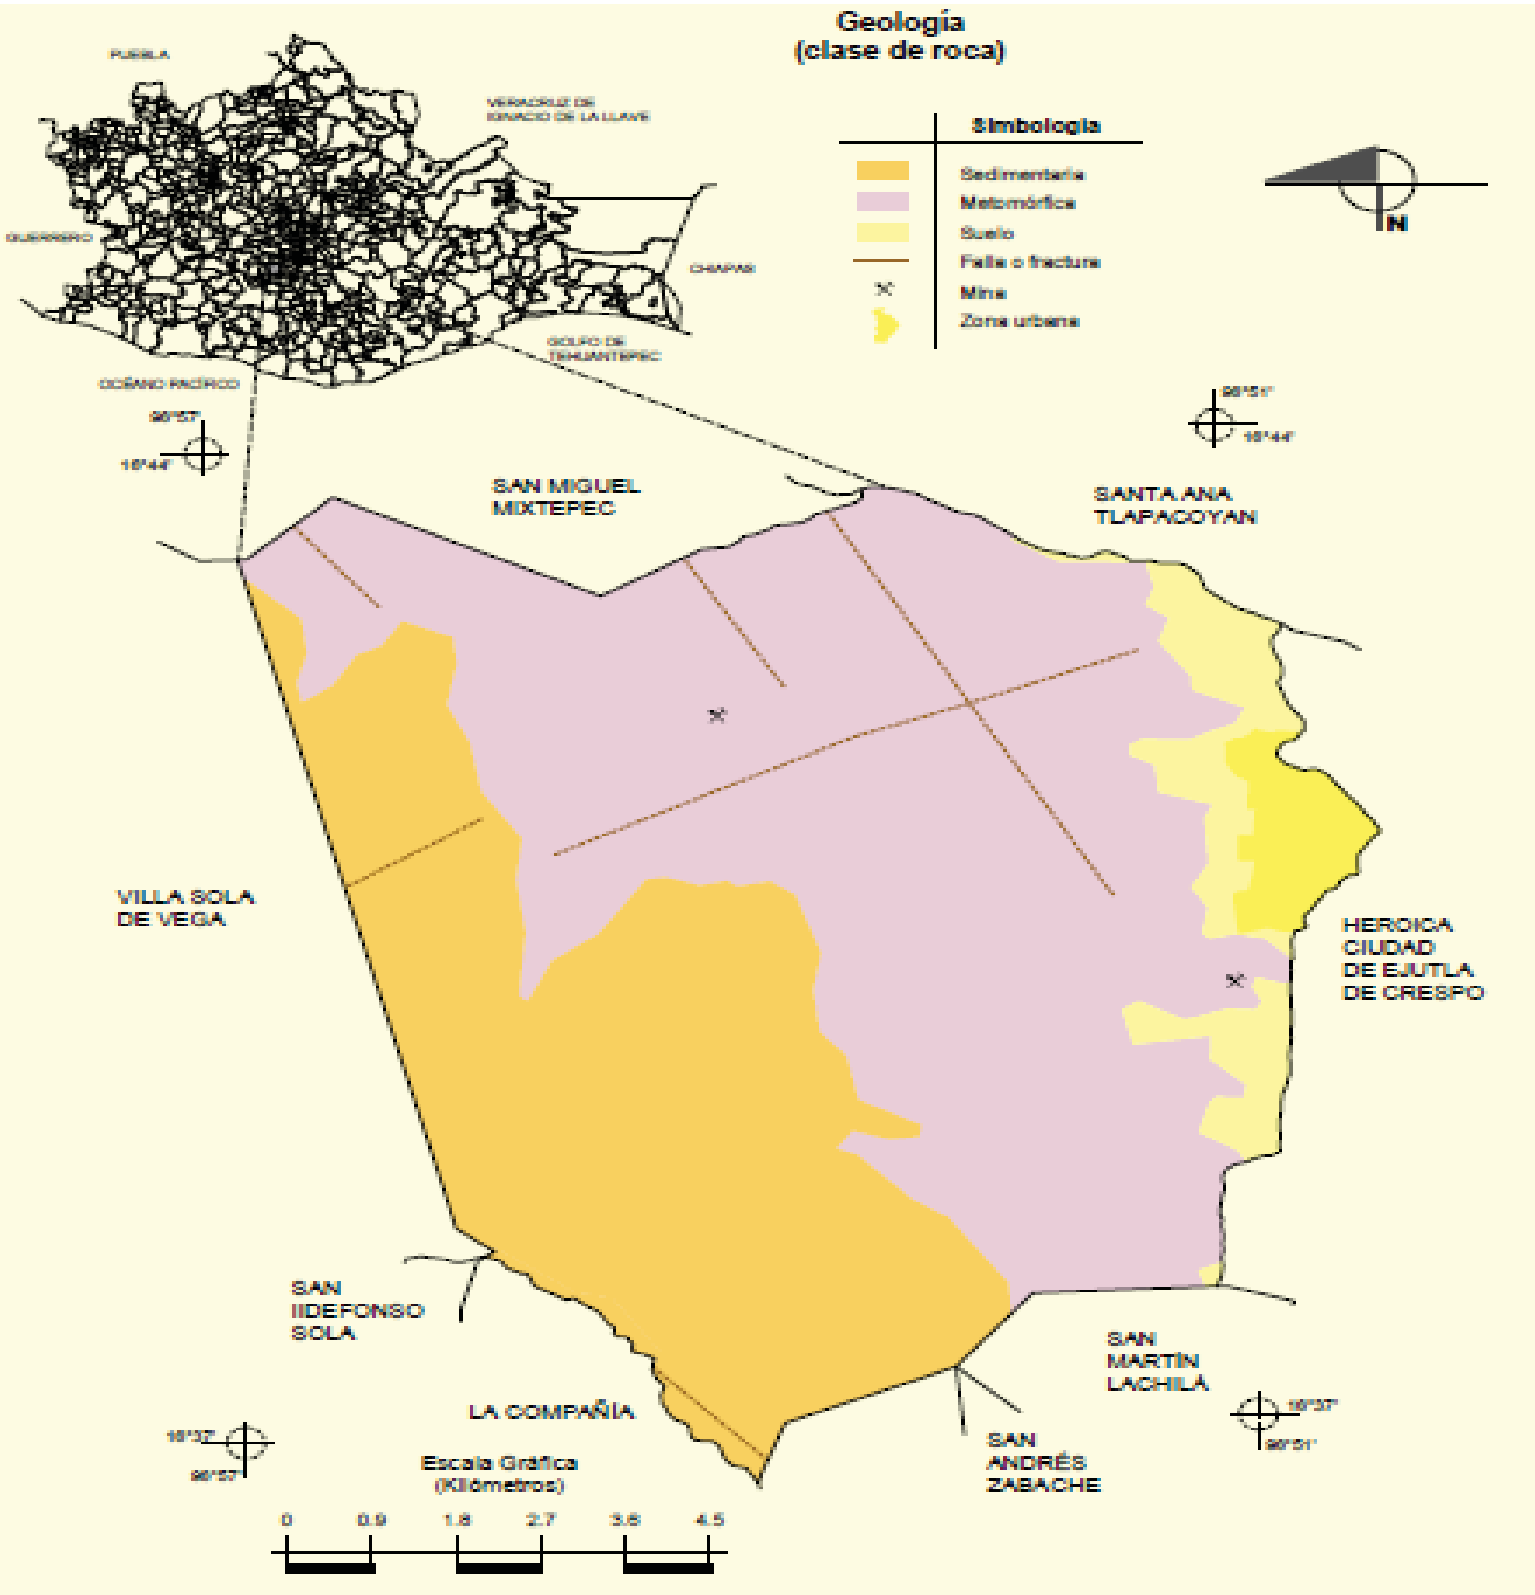 Geología
(clase de roca)
PUEBLA
VERACRUZ DE
IGNACIO DE LA LLAVE
GUERRERO
CHIAPAS
GOLFO DE
TEHUANTEPEC
OCÉANO PACÍFICO
Simbología
Sedimentaria
Metomórfica
Suelo
Falla o fractura
Mina
Zona urbana
N
96°57'
16°44'
96°51'
16°44'
SAN MIGUEL
MIXTEPEC
SANTA ANA
TLAPACOYAN
VILLA SOLA
DE VEGA
HEROICA
CIUDAD
DE EJUTLA
DE CRESPO
SAN
IIDEFONSO
SOLA
SAN
MARTÍN
LACHILÁ
LA COMPAÑÍA
SAN
ANDRÉS
ZABACHE
16°37'
96°57'
16°37'
96°51'
Escala Gráfica
(Kilómetros)
0 0.9 1.8 2.7 3.6 4.5